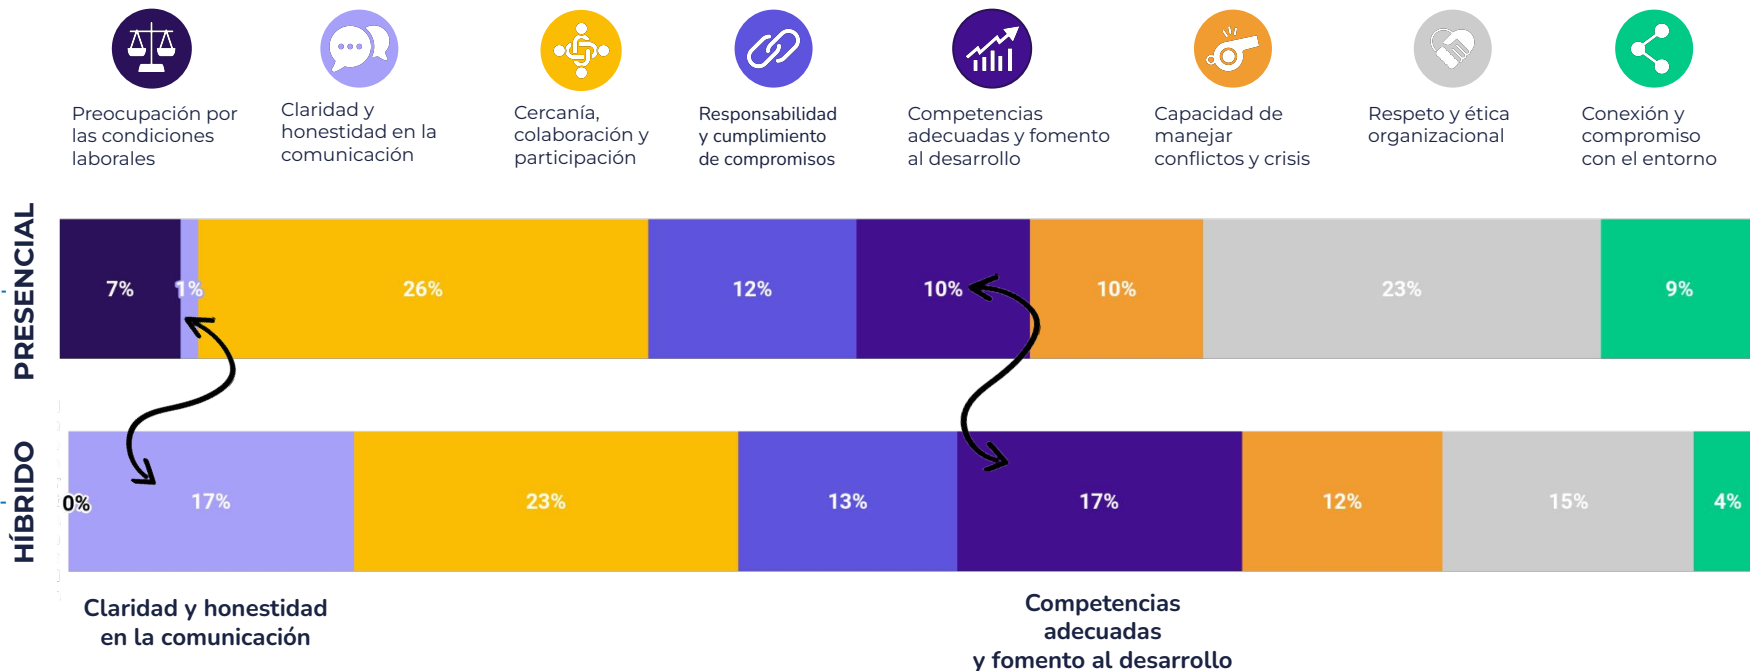 Preocupación por
las condiciones
laborales
Claridad y
honestidad en la
comunicación
Cercanía,
colaboración y
participación
Responsabilidad
y cumplimiento
de compromisos
Competencias
adecuadas y fomento
al desarrollo
Capacidad de
manejar
conflictos y crisis
Respeto y ética
organizacional
Conexión y
compromiso
con el entorno
PRESENCIAL
7%
1%
26%
12%
10%
10%
23%
9%
HÍBRIDO
0%
17%
23%
13%
17%
12%
15%
4%
Claridad y honestidad
en la comunicación
Competencias
adecuadas
y fomento al desarrollo